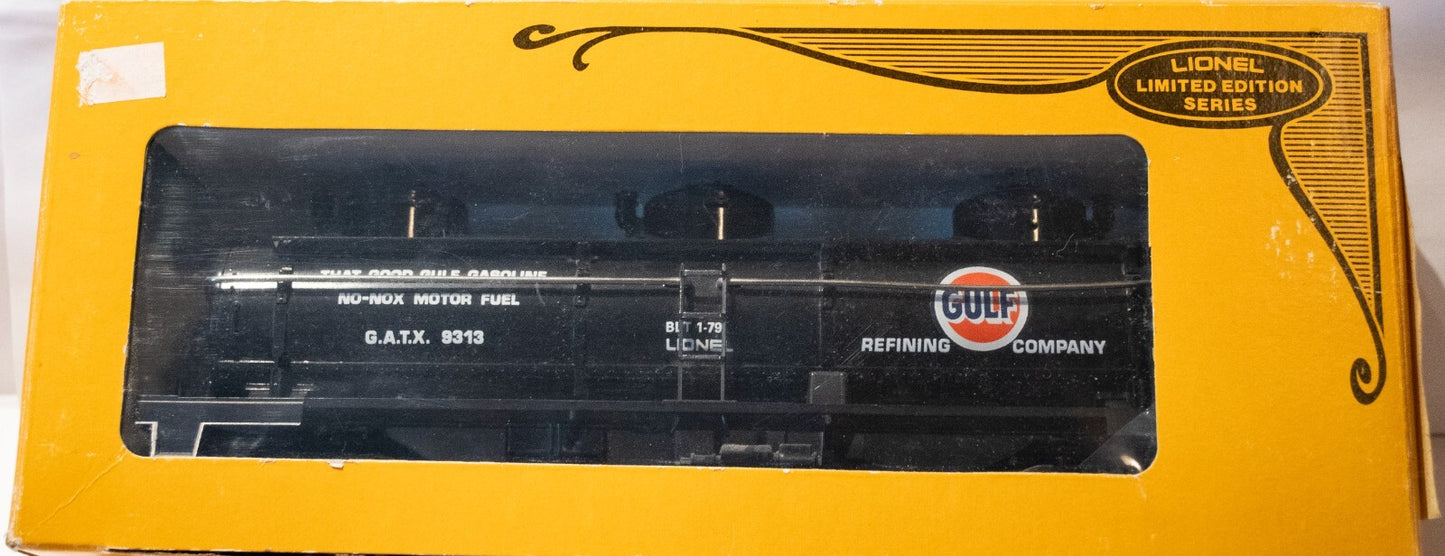 LIONEL
LIMITED EDITION
SERIES
THAT GOOD GULF GASOLINE
NO-NOX MOTOR FUEL
G.A.T.X. 9313
BLT 1-79
LIONEL
GULF
REFINING COMPANY